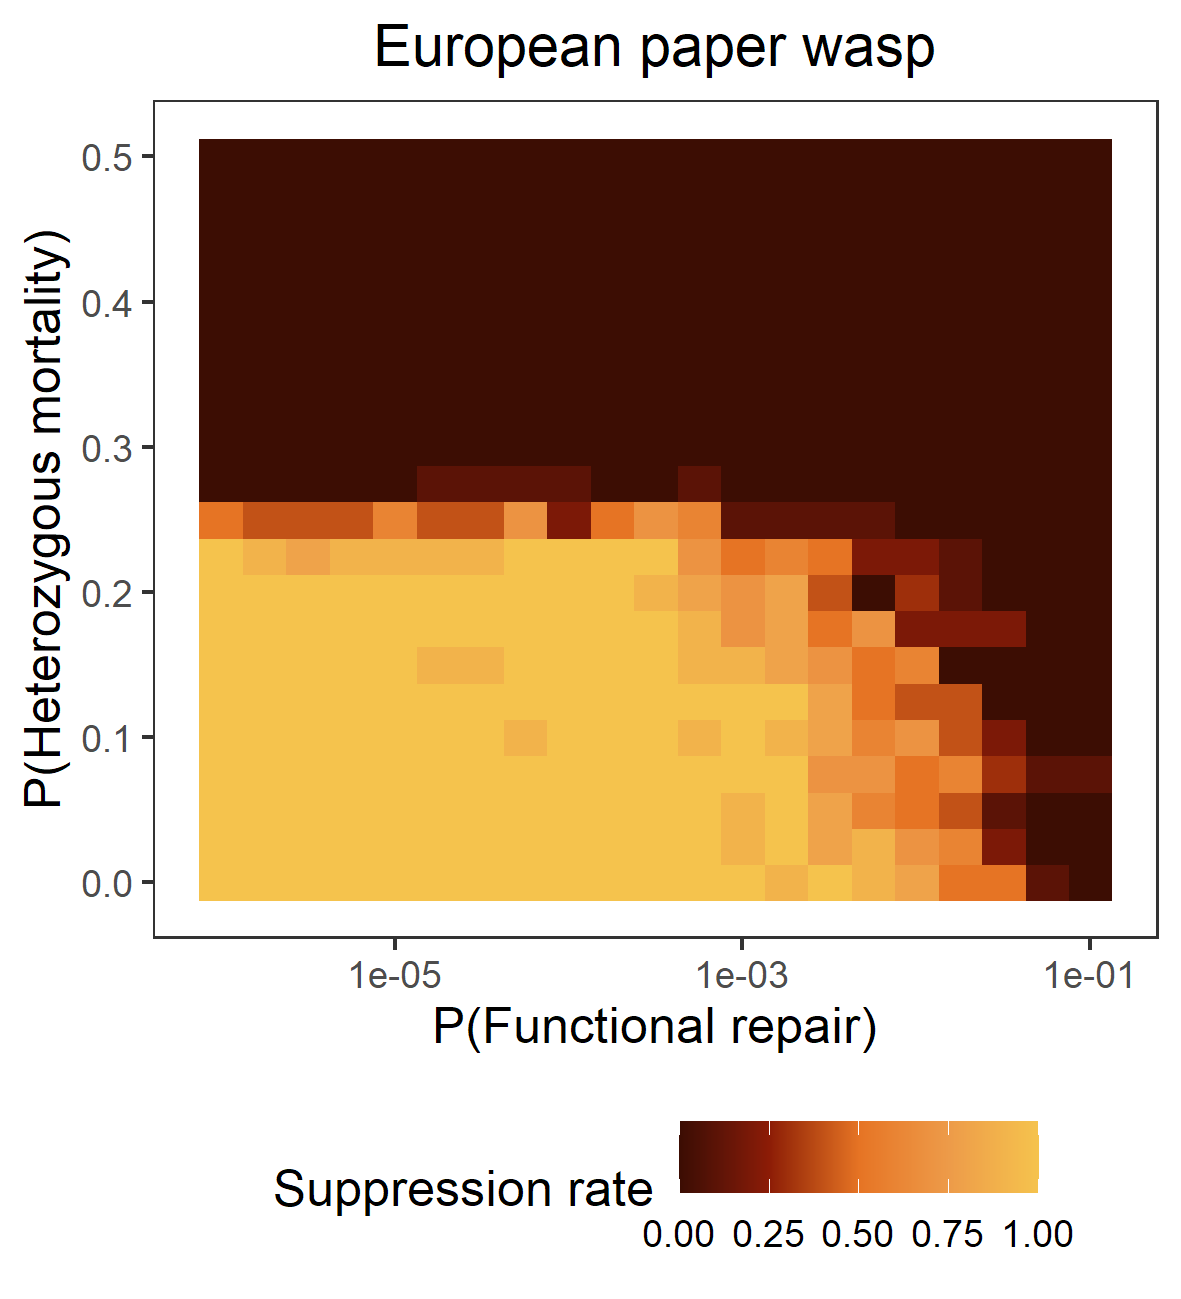 European paper wasp
P(Heterozygous mortality)
0.5
0.4
0.3
0.2
0.1
0.0
1e-05 1e-03 1e-01
P(Functional repair)
Suppression rate
0.00 0.25 0.50 0.75 1.00